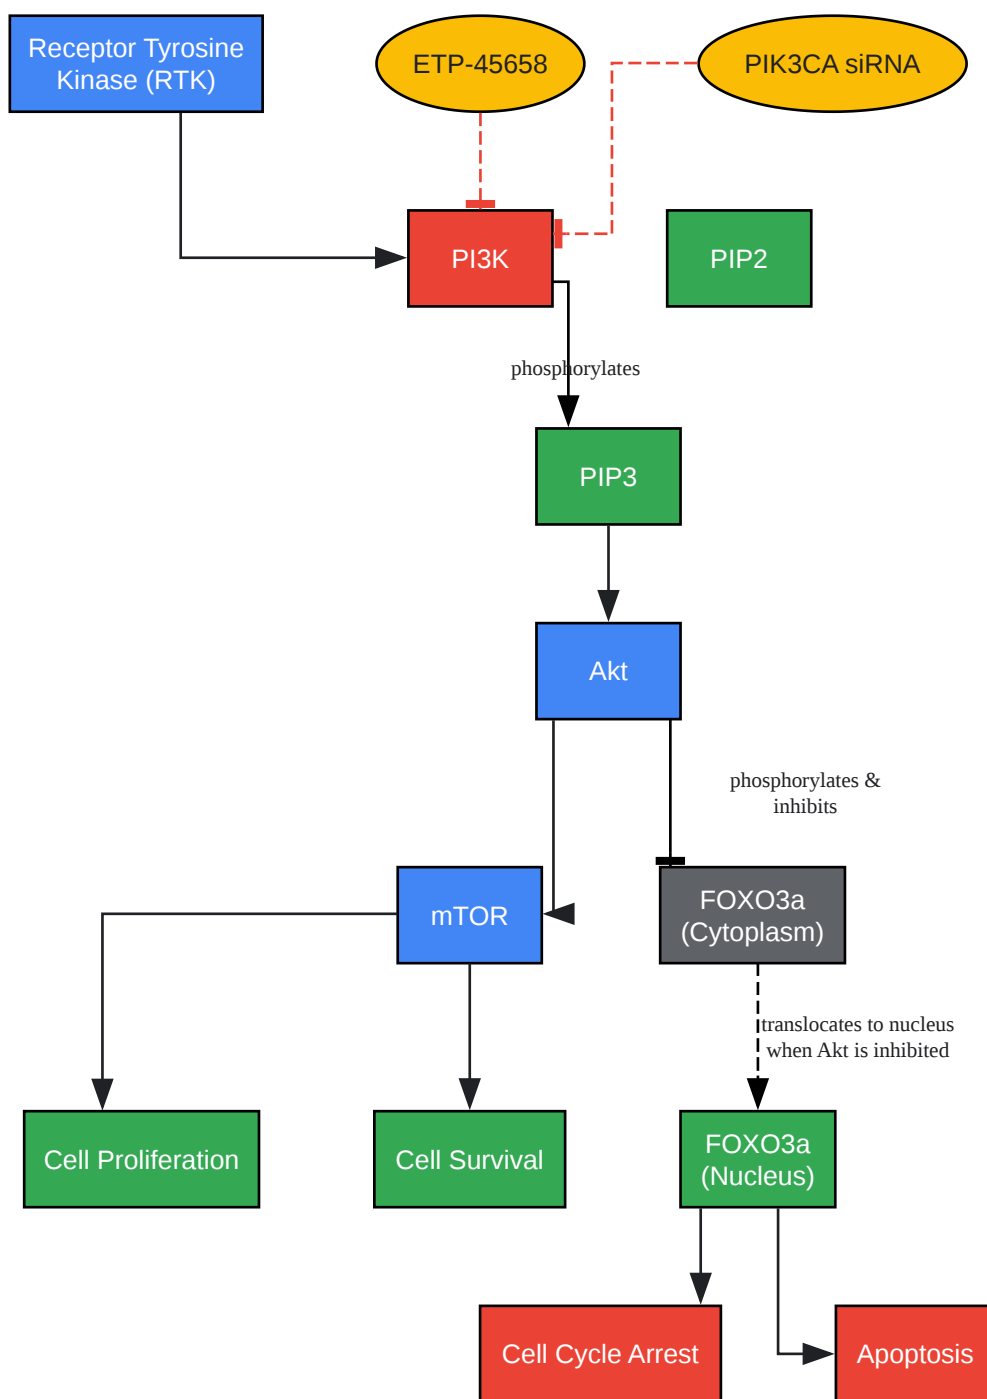 Receptor Tyrosine
Kinase (RTK)
ETP-45658
PIK3CA siRNA
PI3K
PIP2
phosphorylates
PIP3
Akt
phosphorylates &
inhibits
mTOR
FOXO3a
(Cytoplasm)
translocates to nucleus
when Akt is inhibited
Cell Proliferation
Cell Survival
FOXO3a
(Nucleus)
Cell Cycle Arrest
Apoptosis